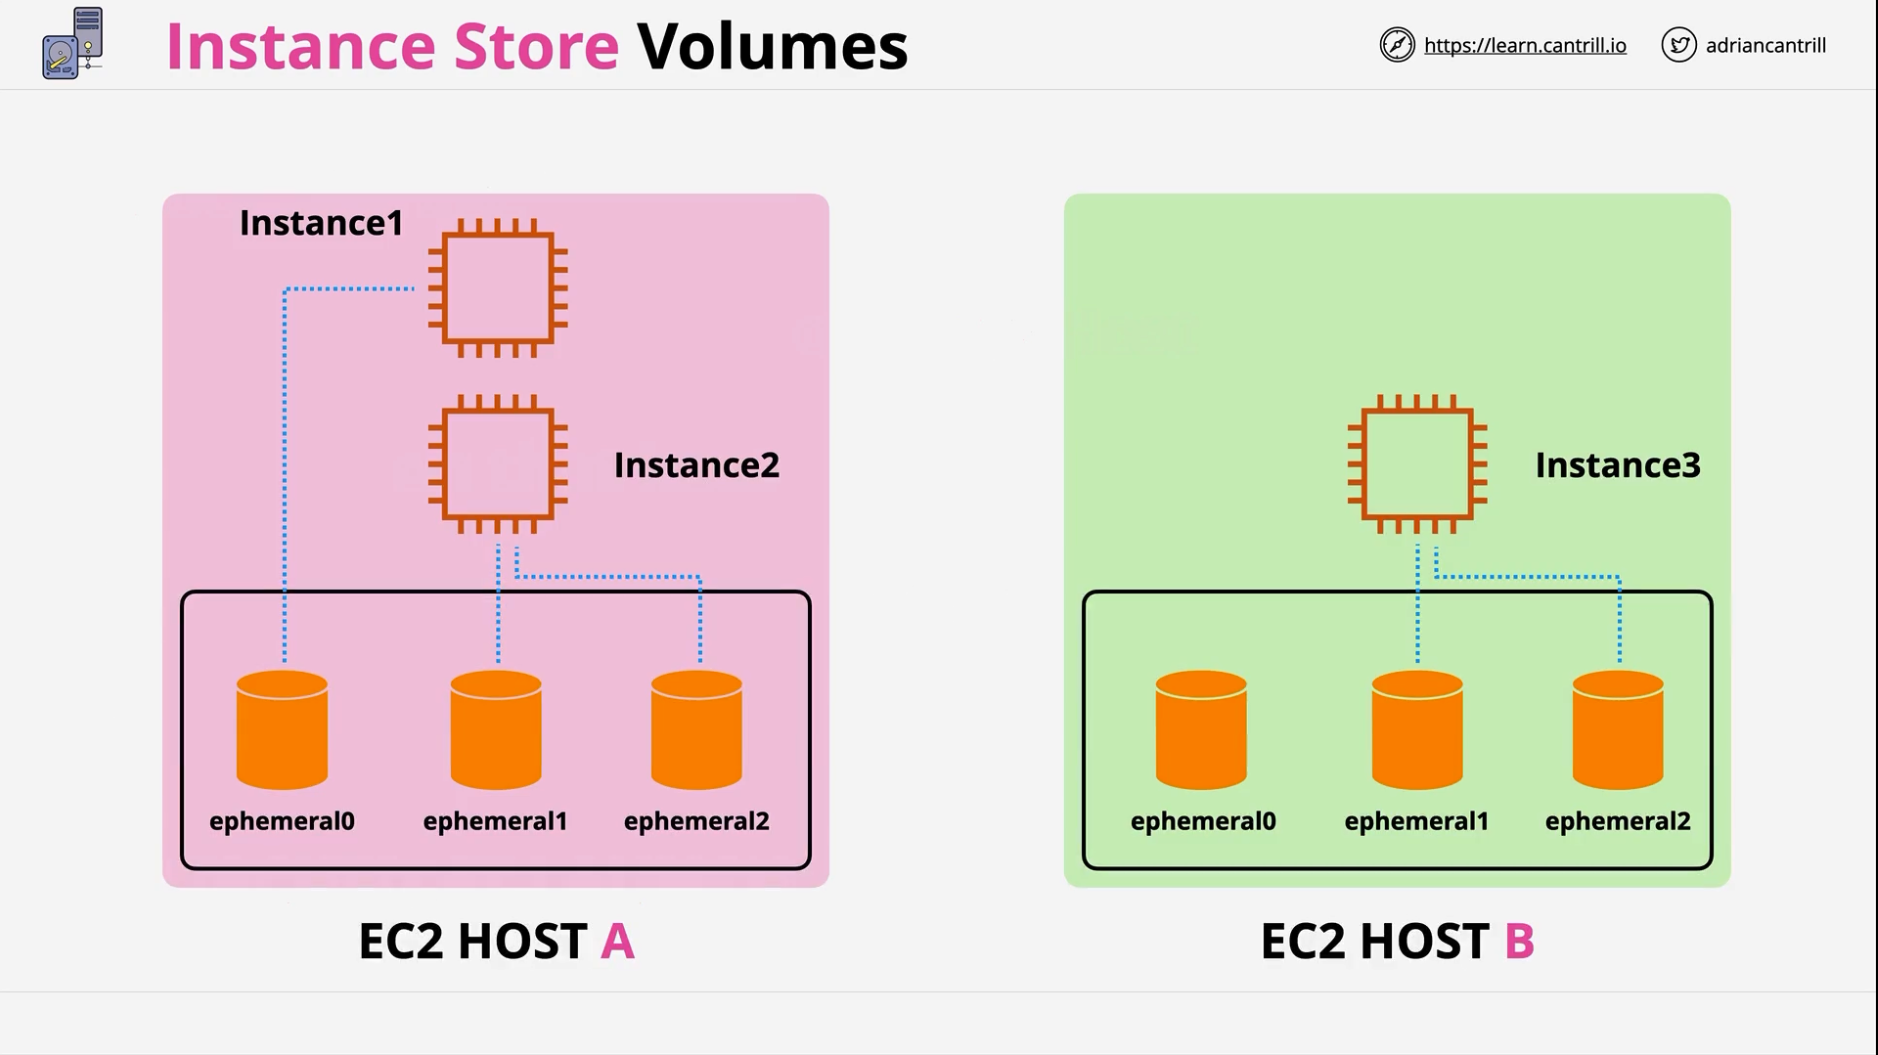 Instance Store Volumes
https://learn.cantrill.io
adriancantrill
Instance1
Instance2
ephemeral0
ephemeral1
ephemeral2
EC2 HOST A
Instance3
ephemeral0
ephemeral1
ephemeral2
EC2 HOST B